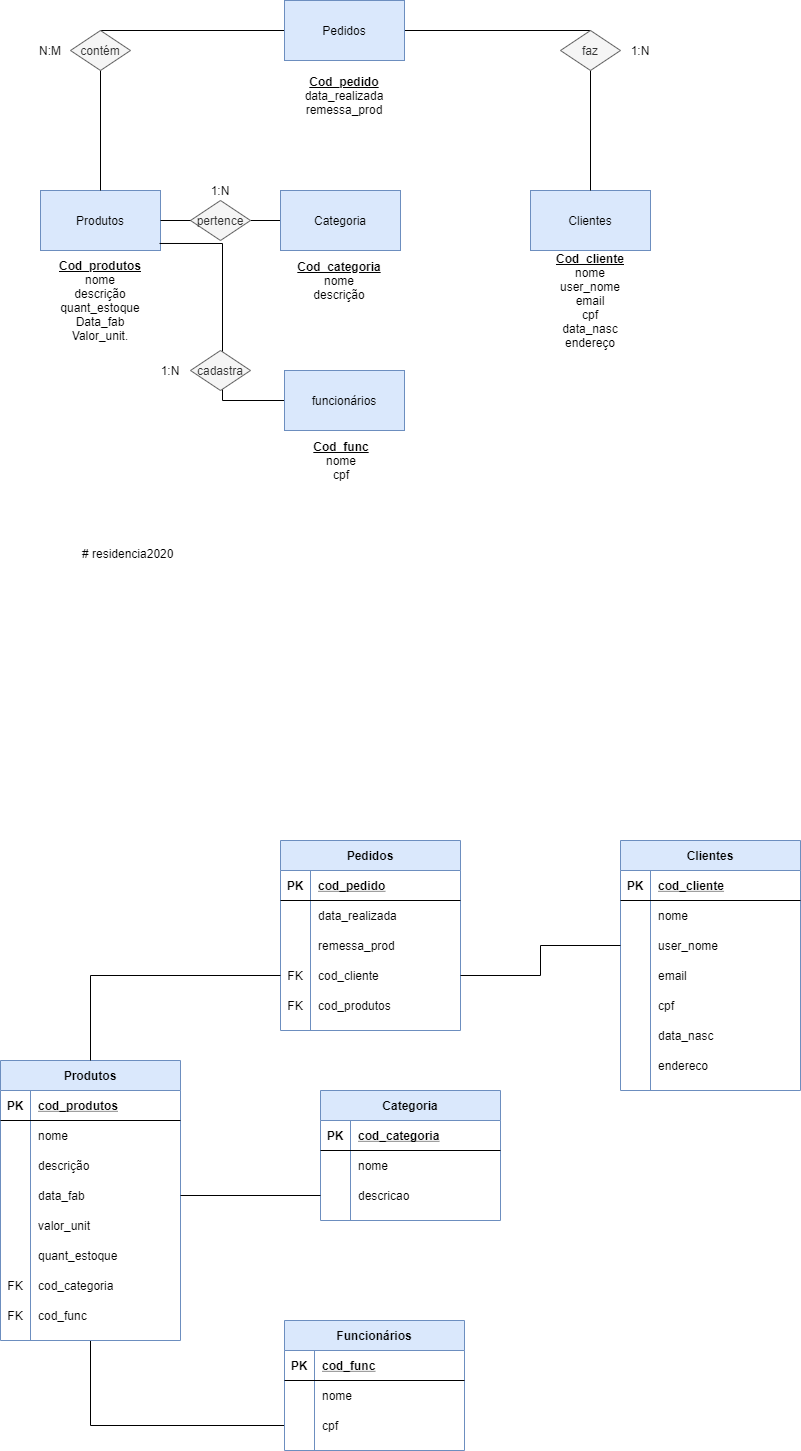 Pedidos
N:M
contém
faz
1:N
Cod_pedido
data_realizada
remessa_prod
1:N
Produtos
pertence
Categoria
Clientes
Cod_produtos
nome
descrição
quant_estoque
Data_fab
Valor_unit.
Cod_categoria
nome
descrição
Cod_cliente
nome
user_nome
email
cpf
data_nasc
endereço
1:N
cadastra
funcionários
Cod_func
nome
cpf
# residencia2020
Pedidos
PK cod_pedido
data_realizada
remessa_prod
FK cod_cliente
FK cod_produtos
Clientes
PK cod_cliente
nome
user_nome
email
cpf
data_nasc
endereco
Produtos
PK cod_produtos
nome
descrição
data_fab
valor_unit
quant_estoque
FK cod_categoria
FK cod_func
Categoria
PK cod_categoria
nome
descricao
Funcionários
PK cod_func
nome
cpf